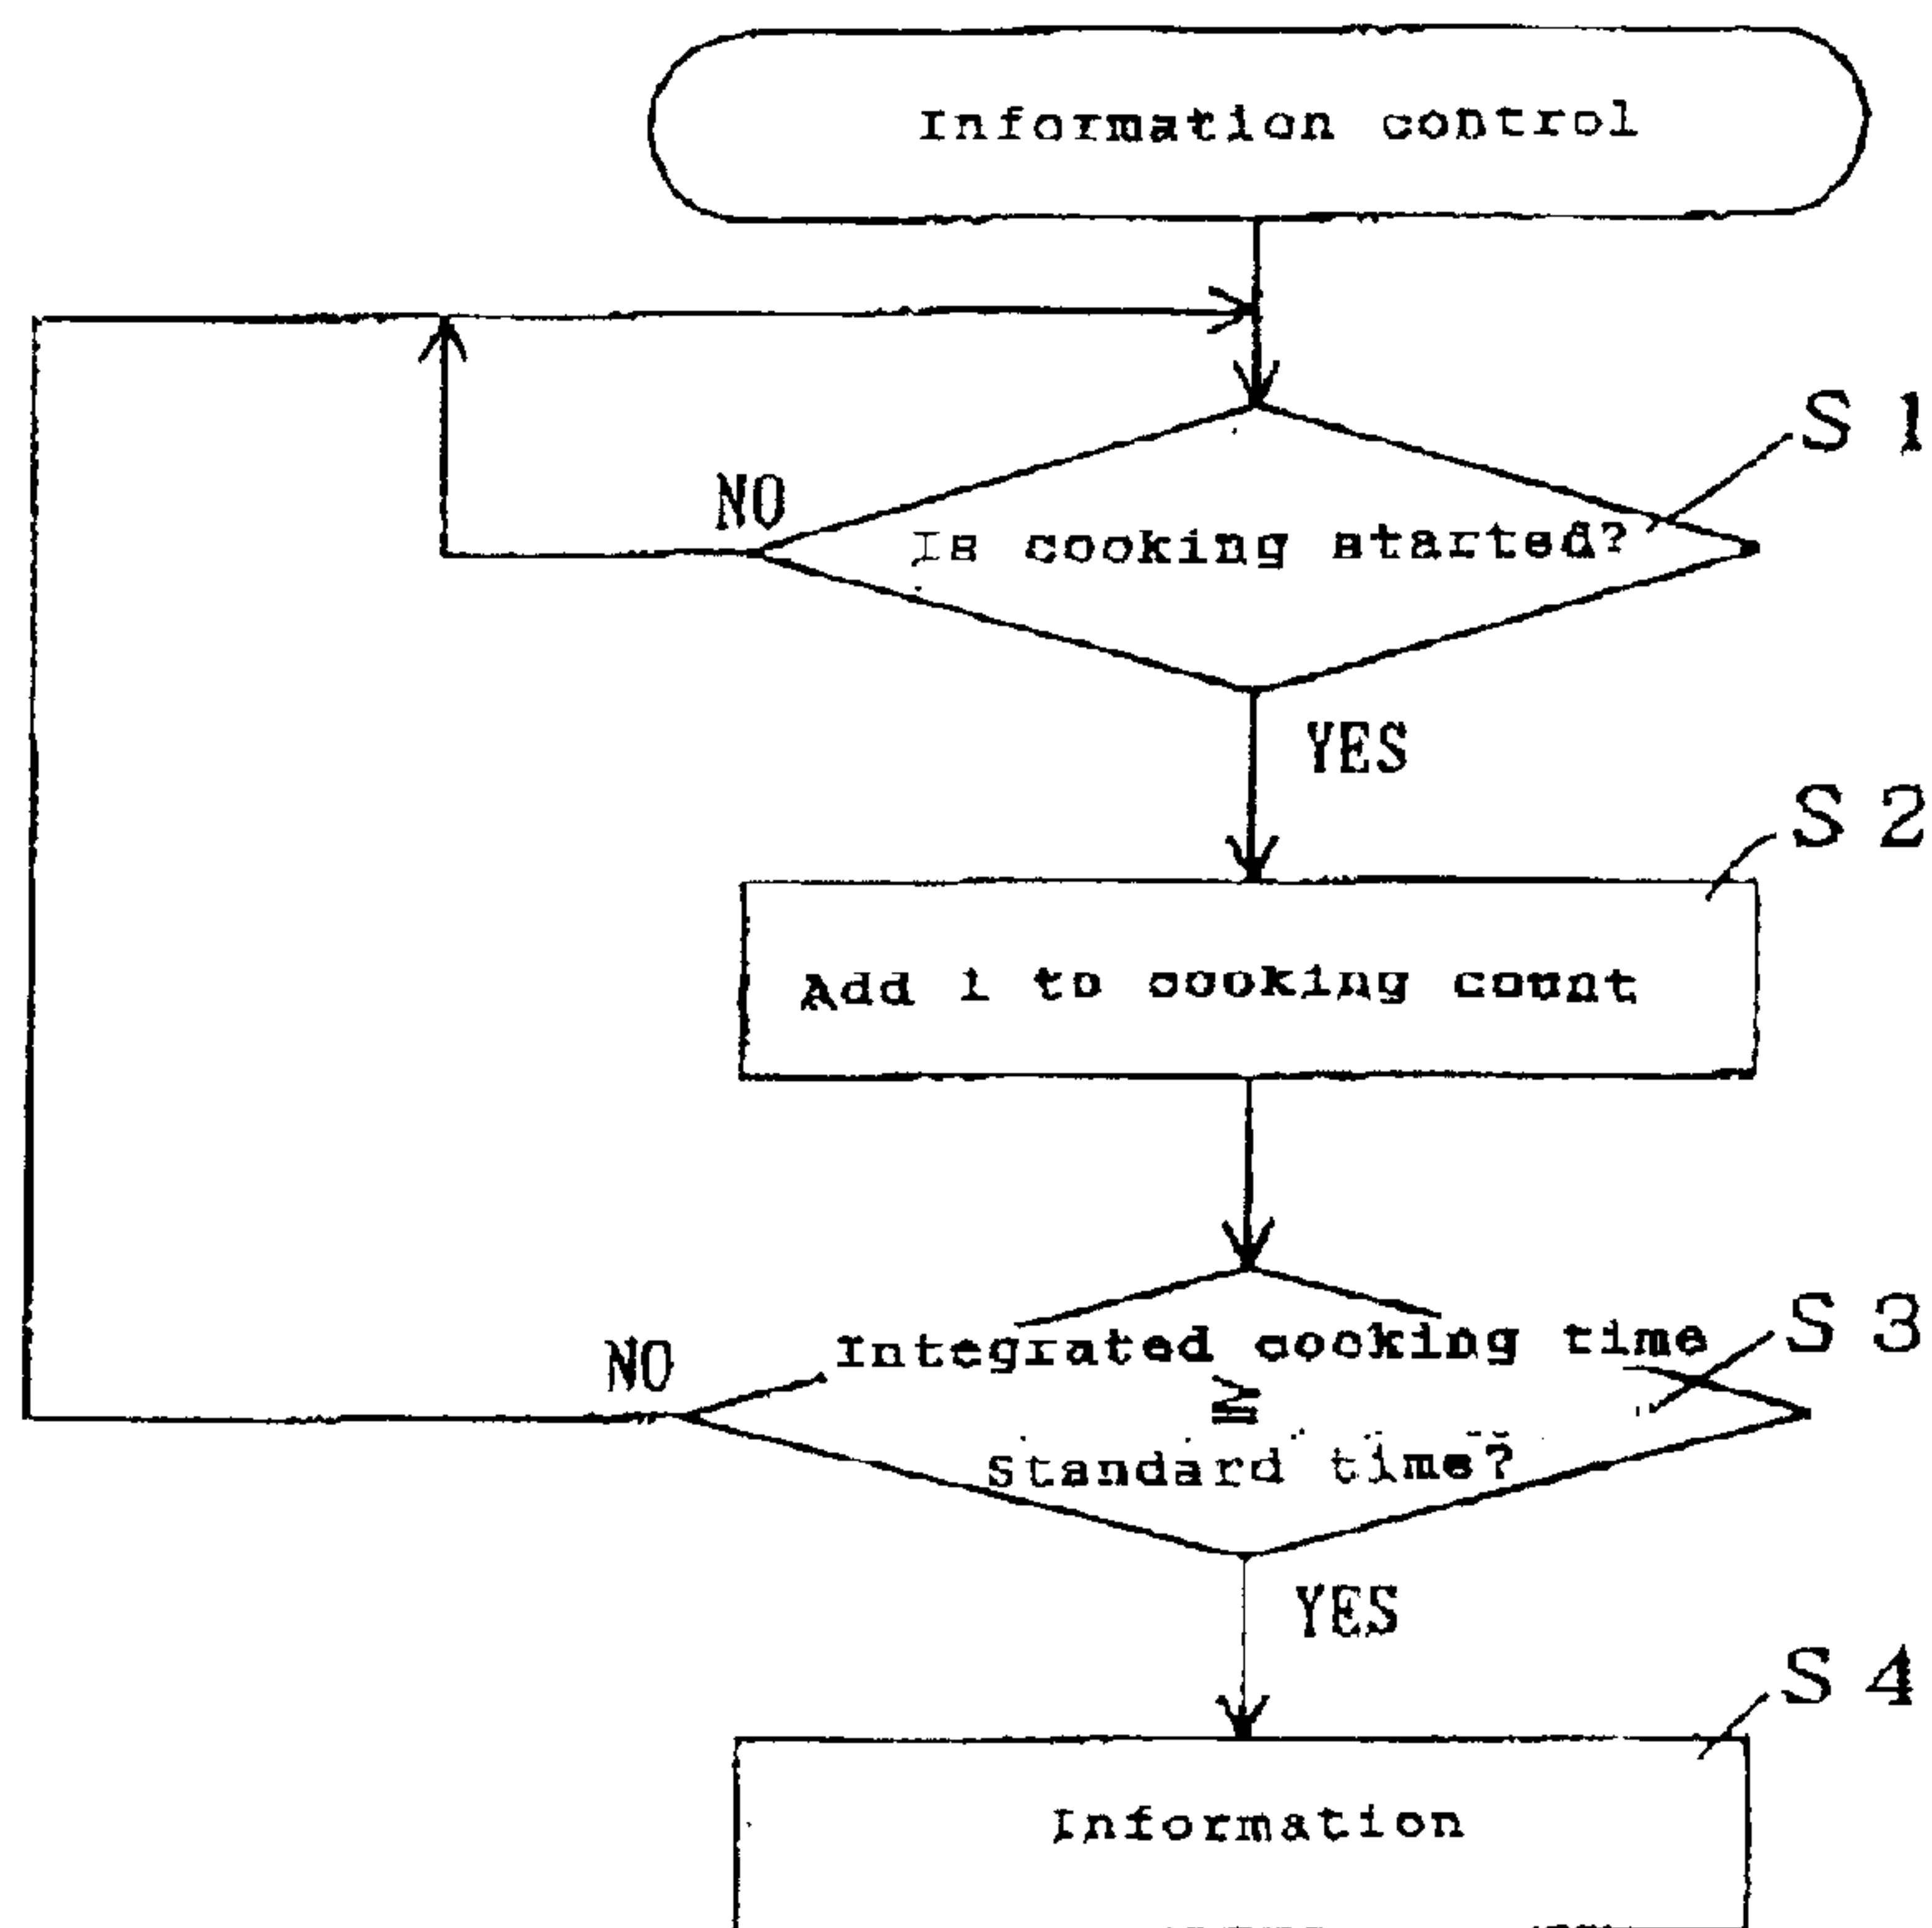 Information control
S 1
NO
Is cooking started?
YES
S 2
Add 1 to cooking count
S 3
NO
Integrated cooking time
≧
Standard time?
YES
S 4
Information